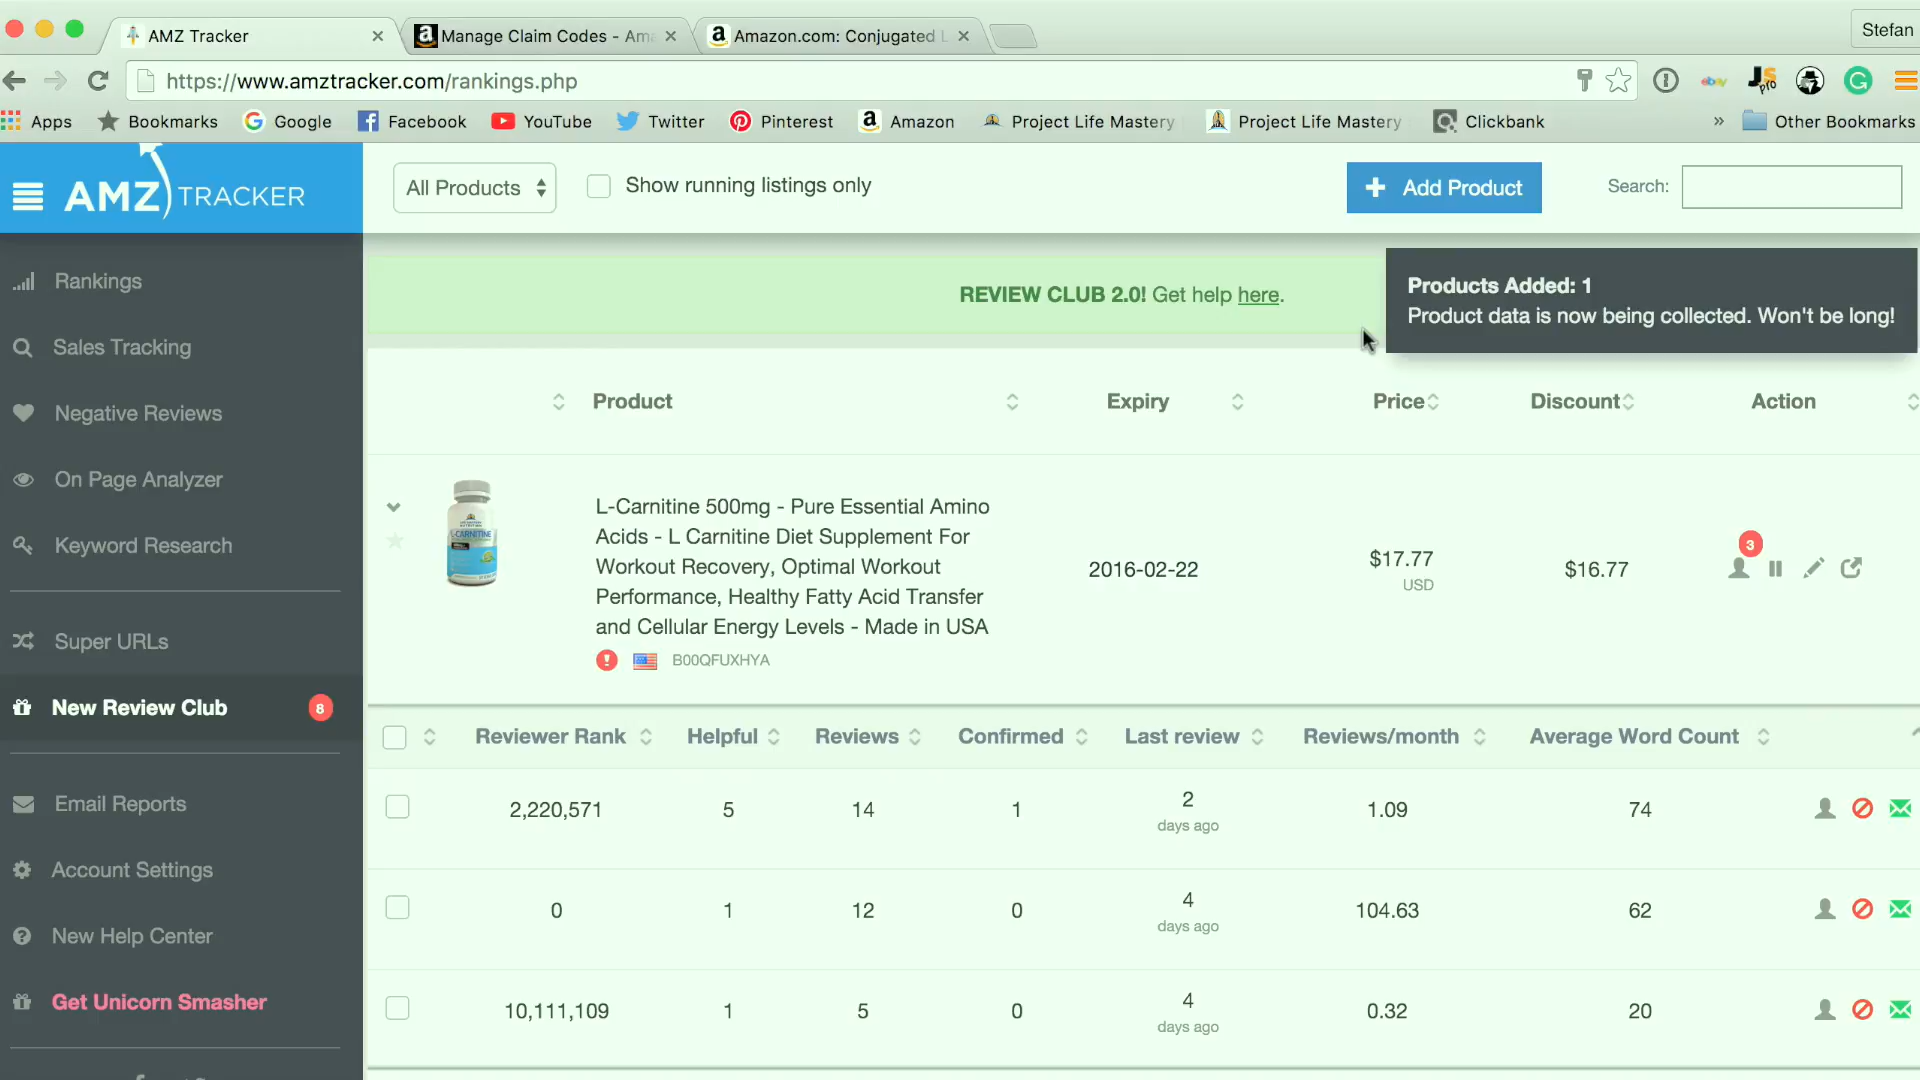 AMZ Tracker
Manage Claim Codes - Ama
Amazon.com: Conjugated L
Stefan
https://www.amztracker.com/rankings.php
Apps
Bookmarks
Google
Facebook
YouTube
Twitter
Pinterest
Amazon
Project Life Mastery
Project Life Mastery
Clickbank
»
Other Bookmarks
AMZ TRACKER
All Products
Show running listings only
+ Add Product
Search:
Rankings
Sales Tracking
Negative Reviews
On Page Analyzer
Keyword Research
Super URLs
New Review Club 8
Email Reports
Account Settings
New Help Center
Get Unicorn Smasher
REVIEW CLUB 2.0! Get help here.
Products Added: 1
Product data is now being collected. Won't be long!
Product Expiry Price Discount Action
L-Carnitine 500mg - Pure Essential Amino
Acids - L Carnitine Diet Supplement For
Workout Recovery, Optimal Workout
Performance, Healthy Fatty Acid Transfer
and Cellular Energy Levels - Made in USA
B00QFUXHYA
L-CARNITINE
2016-02-22
$17.77
USD
$16.77
3
Reviewer Rank Helpful Reviews Confirmed Last review Reviews/month Average Word Count
2,220,571 5 14 1 2 days ago 1.09 74
0 1 12 0 4 days ago 104.63 62
10,111,109 1 5 0 4 days ago 0.32 20